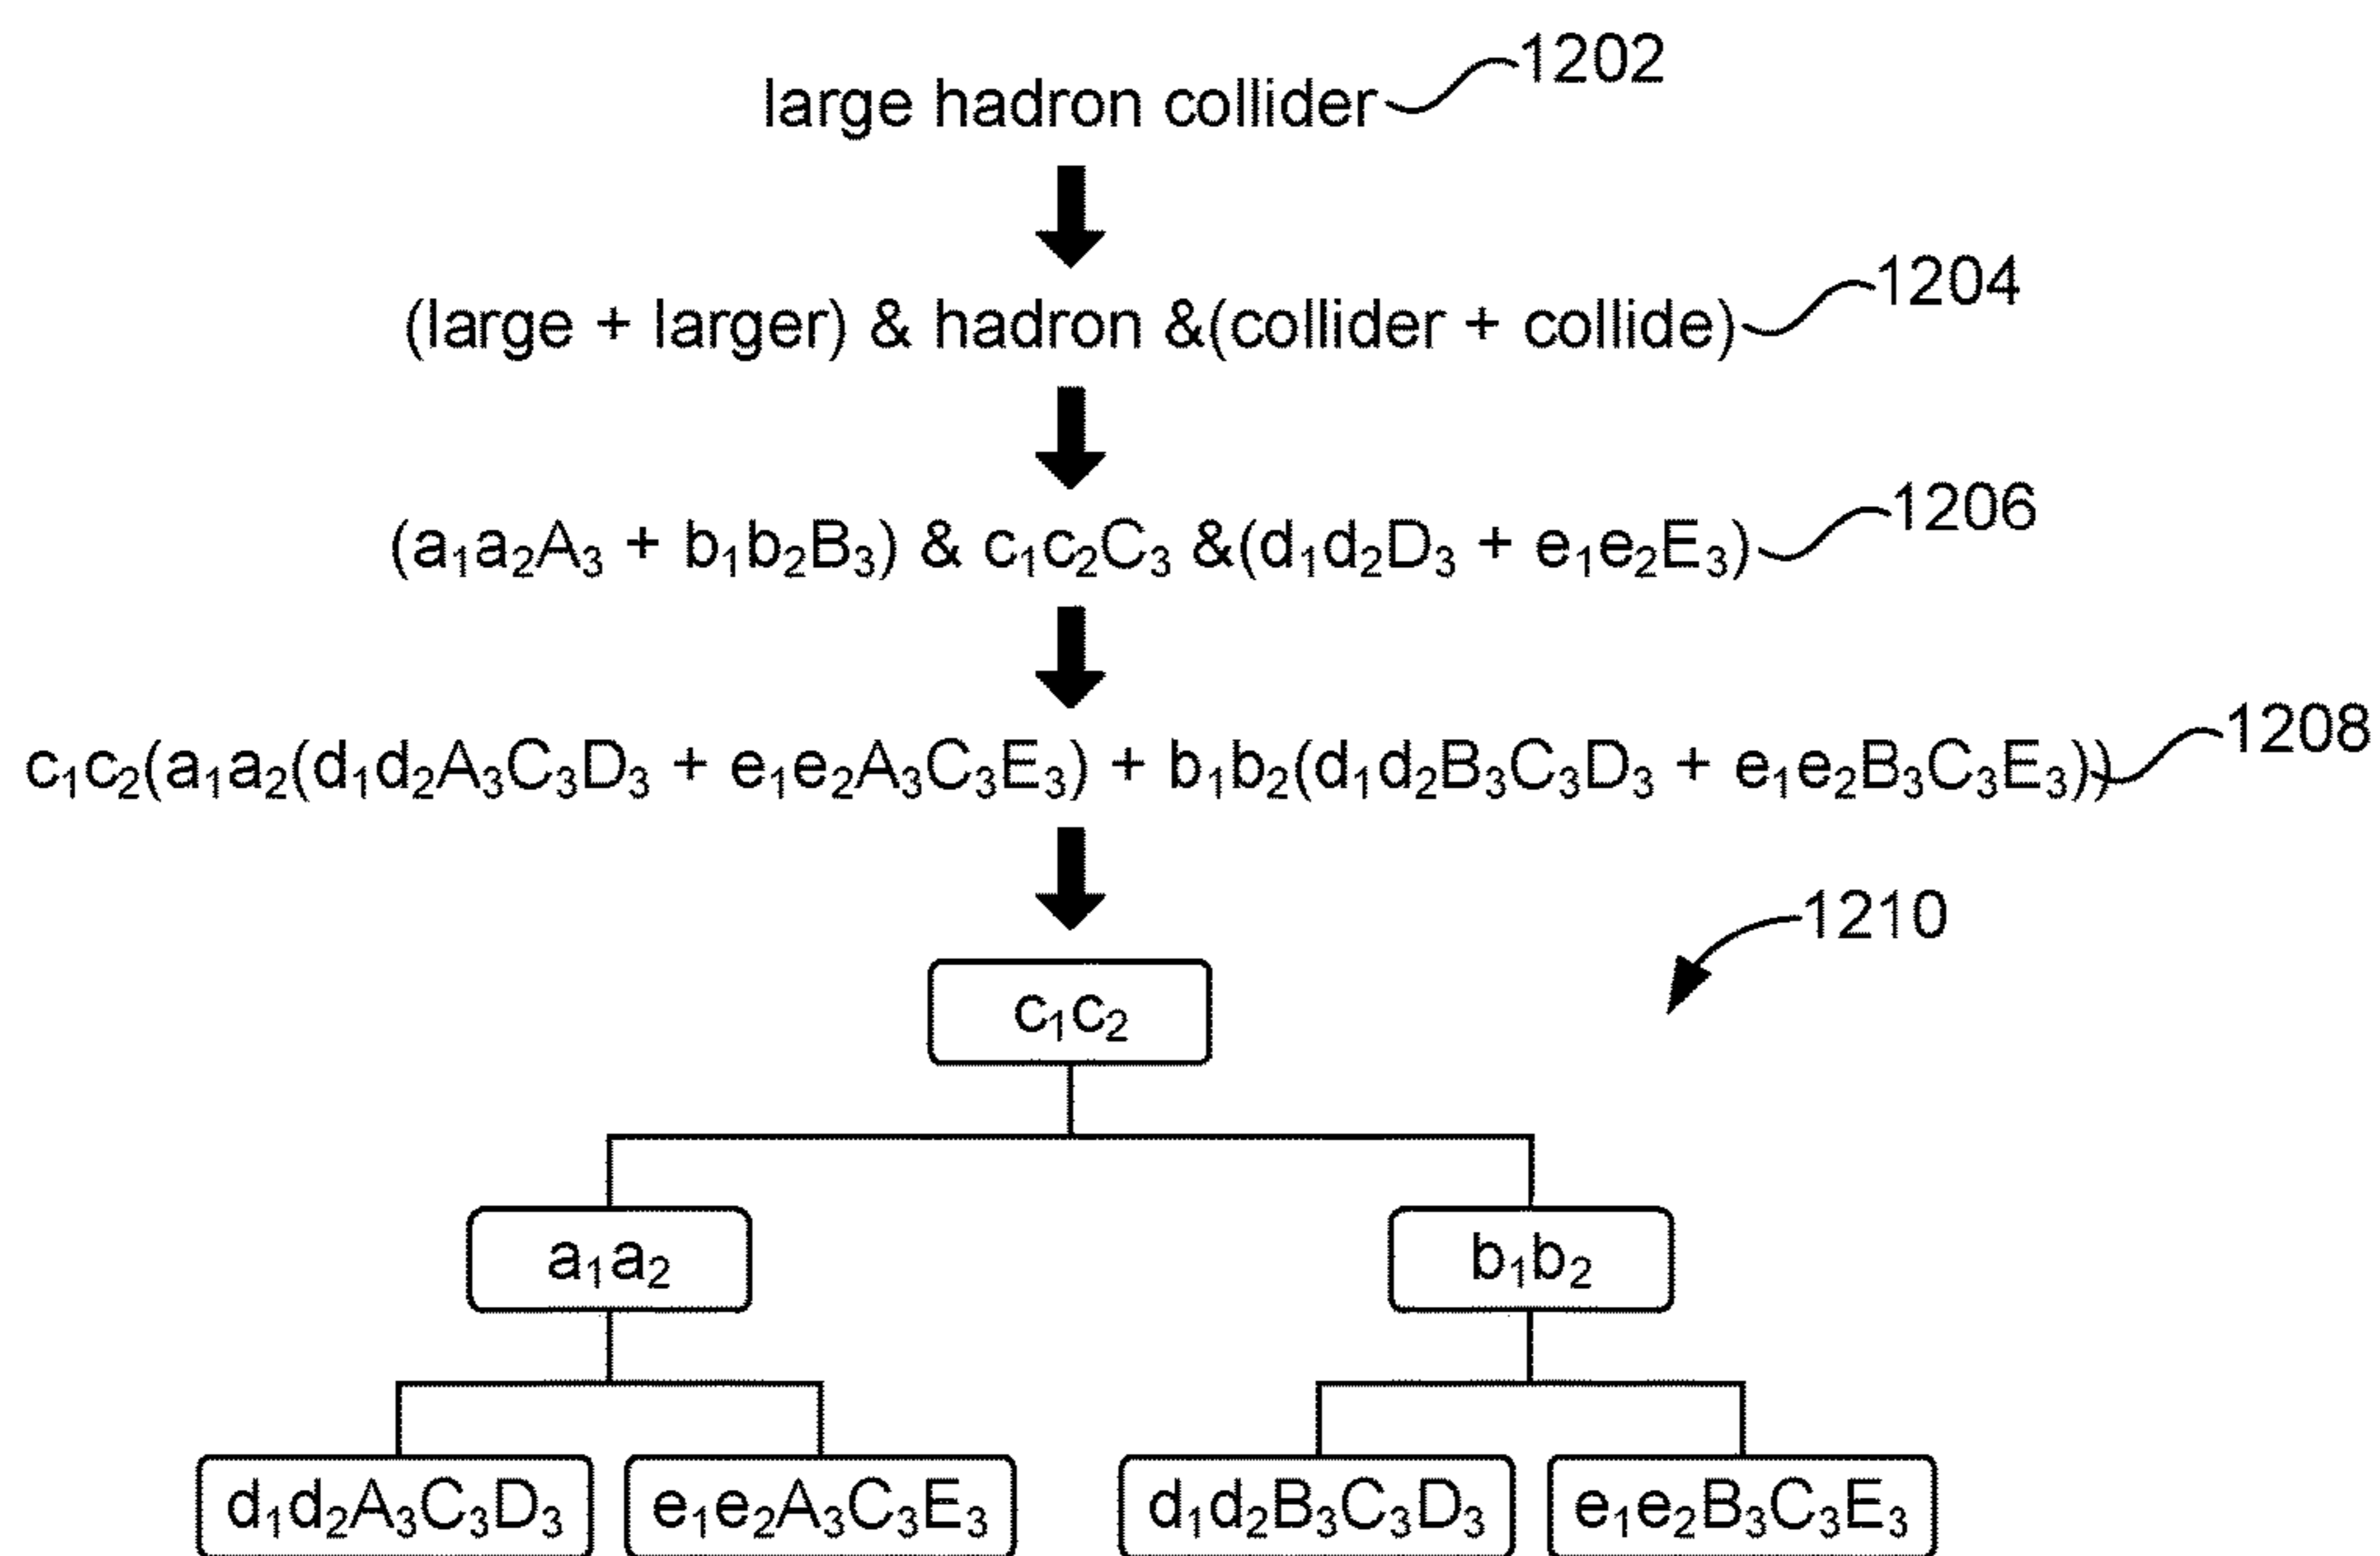 large hadron collider 1202
(large + larger) & hadron &(collider + collide) 1204
(a₁a₂A₃ + b₁b₂B₃) & c₁c₂C₃ &(d₁d₂D₃ + e₁e₂E₃) 1206
c₁c₂(a₁a₂(d₁d₂A₃C₃D₃ + e₁e₂A₃C₃E₃) + b₁b₂(d₁d₂B₃C₃D₃ + e₁e₂B₃C₃E₃)) 1208
1210
c₁c₂
a₁a₂ b₁b₂
d₁d₂A₃C₃D₃ e₁e₂A₃C₃E₃ d₁d₂B₃C₃D₃ e₁e₂B₃C₃E₃